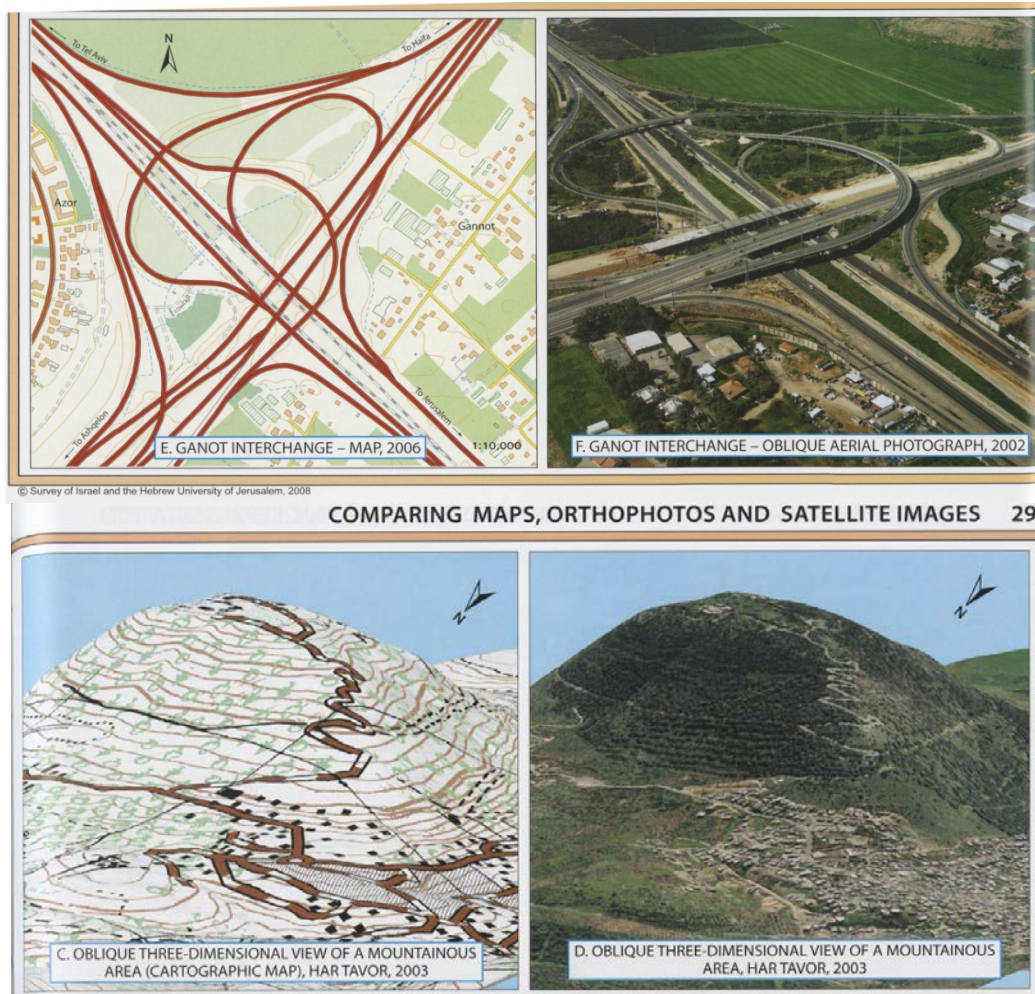 To Tel Aviv
N
To Haifa
Azor
Gannot
To Ashqelon
To Jerusalem
E. GANOT INTERCHANGE – MAP, 2006
1:10,000
F. GANOT INTERCHANGE – OBLIQUE AERIAL PHOTOGRAPH, 2002
© Survey of Israel and the Hebrew University of Jerusalem, 2008
COMPARING MAPS, ORTHOPHOTOS AND SATELLITE IMAGES 29
N
N
C. OBLIQUE THREE-DIMENSIONAL VIEW OF A MOUNTAINOUS
AREA (CARTOGRAPHIC MAP), HAR TAVOR, 2003
D. OBLIQUE THREE-DIMENSIONAL VIEW OF A MOUNTAINOUS
AREA, HAR TAVOR, 2003